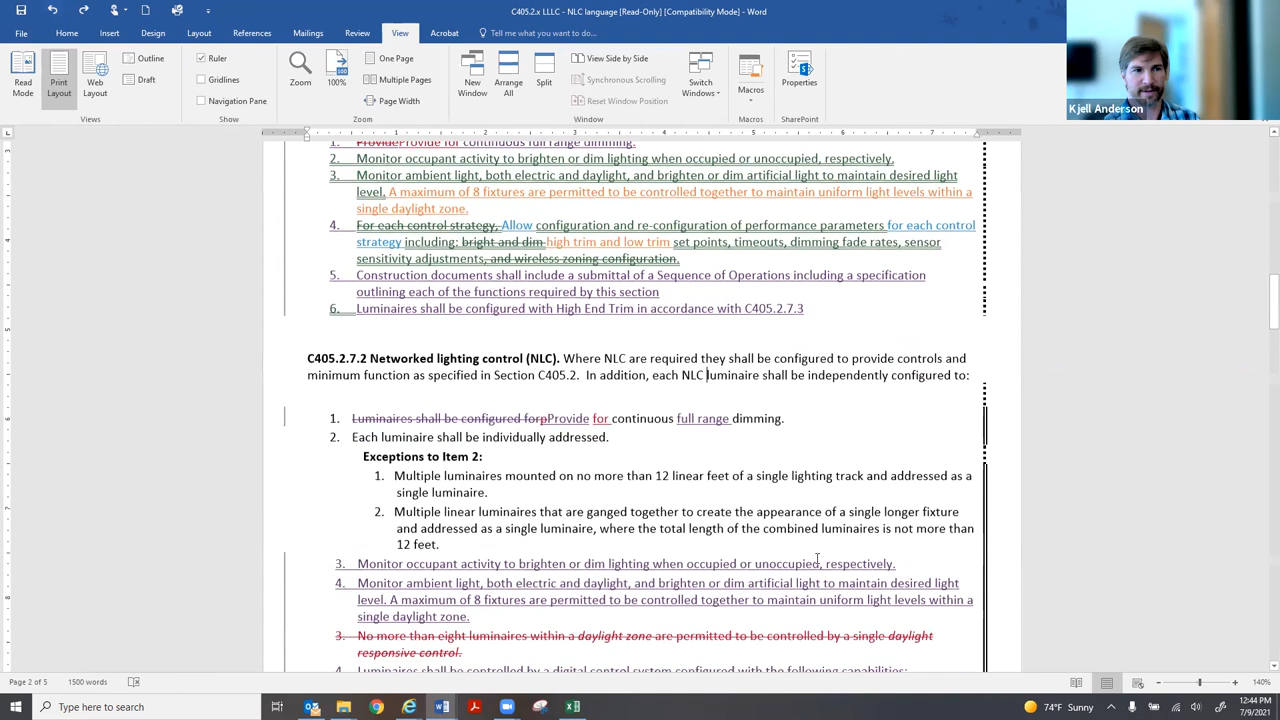 C405.2.x LLLC - NLC language [Read-Only] [Compatibility Mode] - Word
File Home Insert Design Layout References Mailings Review View Acrobat Tell me what you want to do...
Read Mode
Print Layout
Web Layout
Outline
Draft
Views
Ruler
Gridlines
Navigation Pane
Show
Zoom
100%
One Page
Multiple Pages
Page Width
Zoom
New Window
Arrange All
Split
View Side by Side
Synchronous Scrolling
Reset Window Position
Window
Switch Windows
Macros
Macros
Properties
SharePoint
Kjell Anderson
1. ProvideProvide for continuous full range dimming.
2. Monitor occupant activity to brighten or dim lighting when occupied or unoccupied, respectively.
3. Monitor ambient light, both electric and daylight, and brighten or dim artificial light to maintain desired light
level. A maximum of 8 fixtures are permitted to be controlled together to maintain uniform light levels within a
single daylight zone.
4. For each control strategy, Allow configuration and re-configuration of performance parameters for each control
strategy including: bright and dim high trim and low trim set points, timeouts, dimming fade rates, sensor
sensitivity adjustments, and wireless zoning configuration.
5. Construction documents shall include a submittal of a Sequence of Operations including a specification
outlining each of the functions required by this section
6. Luminaires shall be configured with High End Trim in accordance with C405.2.7.3
C405.2.7.2 Networked lighting control (NLC). Where NLC are required they shall be configured to provide controls and
minimum function as specified in Section C405.2. In addition, each NLC luminaire shall be independently configured to:
1. Luminaires shall be configured forpProvide for continuous full range dimming.
2. Each luminaire shall be individually addressed.
Exceptions to Item 2:
1. Multiple luminaires mounted on no more than 12 linear feet of a single lighting track and addressed as a
single luminaire.
2. Multiple linear luminaires that are ganged together to create the appearance of a single longer fixture
and addressed as a single luminaire, where the total length of the combined luminaires is not more than
12 feet.
3. Monitor occupant activity to brighten or dim lighting when occupied or unoccupied, respectively.
4. Monitor ambient light, both electric and daylight, and brighten or dim artificial light to maintain desired light
level. A maximum of 8 fixtures are permitted to be controlled together to maintain uniform light levels within a
single daylight zone.
3. No more than eight luminaires within a daylight zone are permitted to be controlled by a single daylight
responsive control.
4. Luminaires shall be controlled by a digital control system configured with the following capabilities:
Page 2 of 5 1500 words 140%
Type here to search
74°F Sunny
12:44 PM
7/9/2021